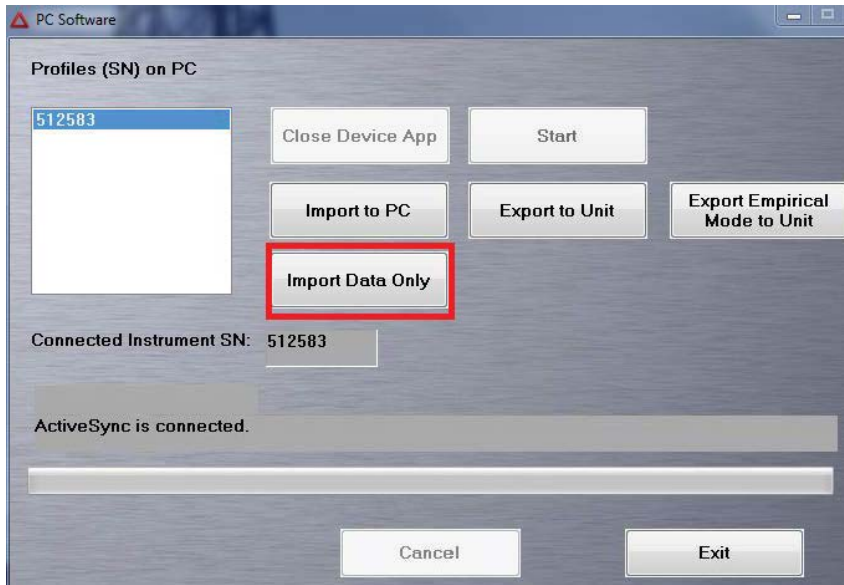 PC Software
Profiles (SN) on PC
512583
Close Device App
Start
Import to PC
Export to Unit
Export Empirical
Mode to Unit
Import Data Only
Connected Instrument SN:
512583
ActiveSync is connected.
Cancel
Exit